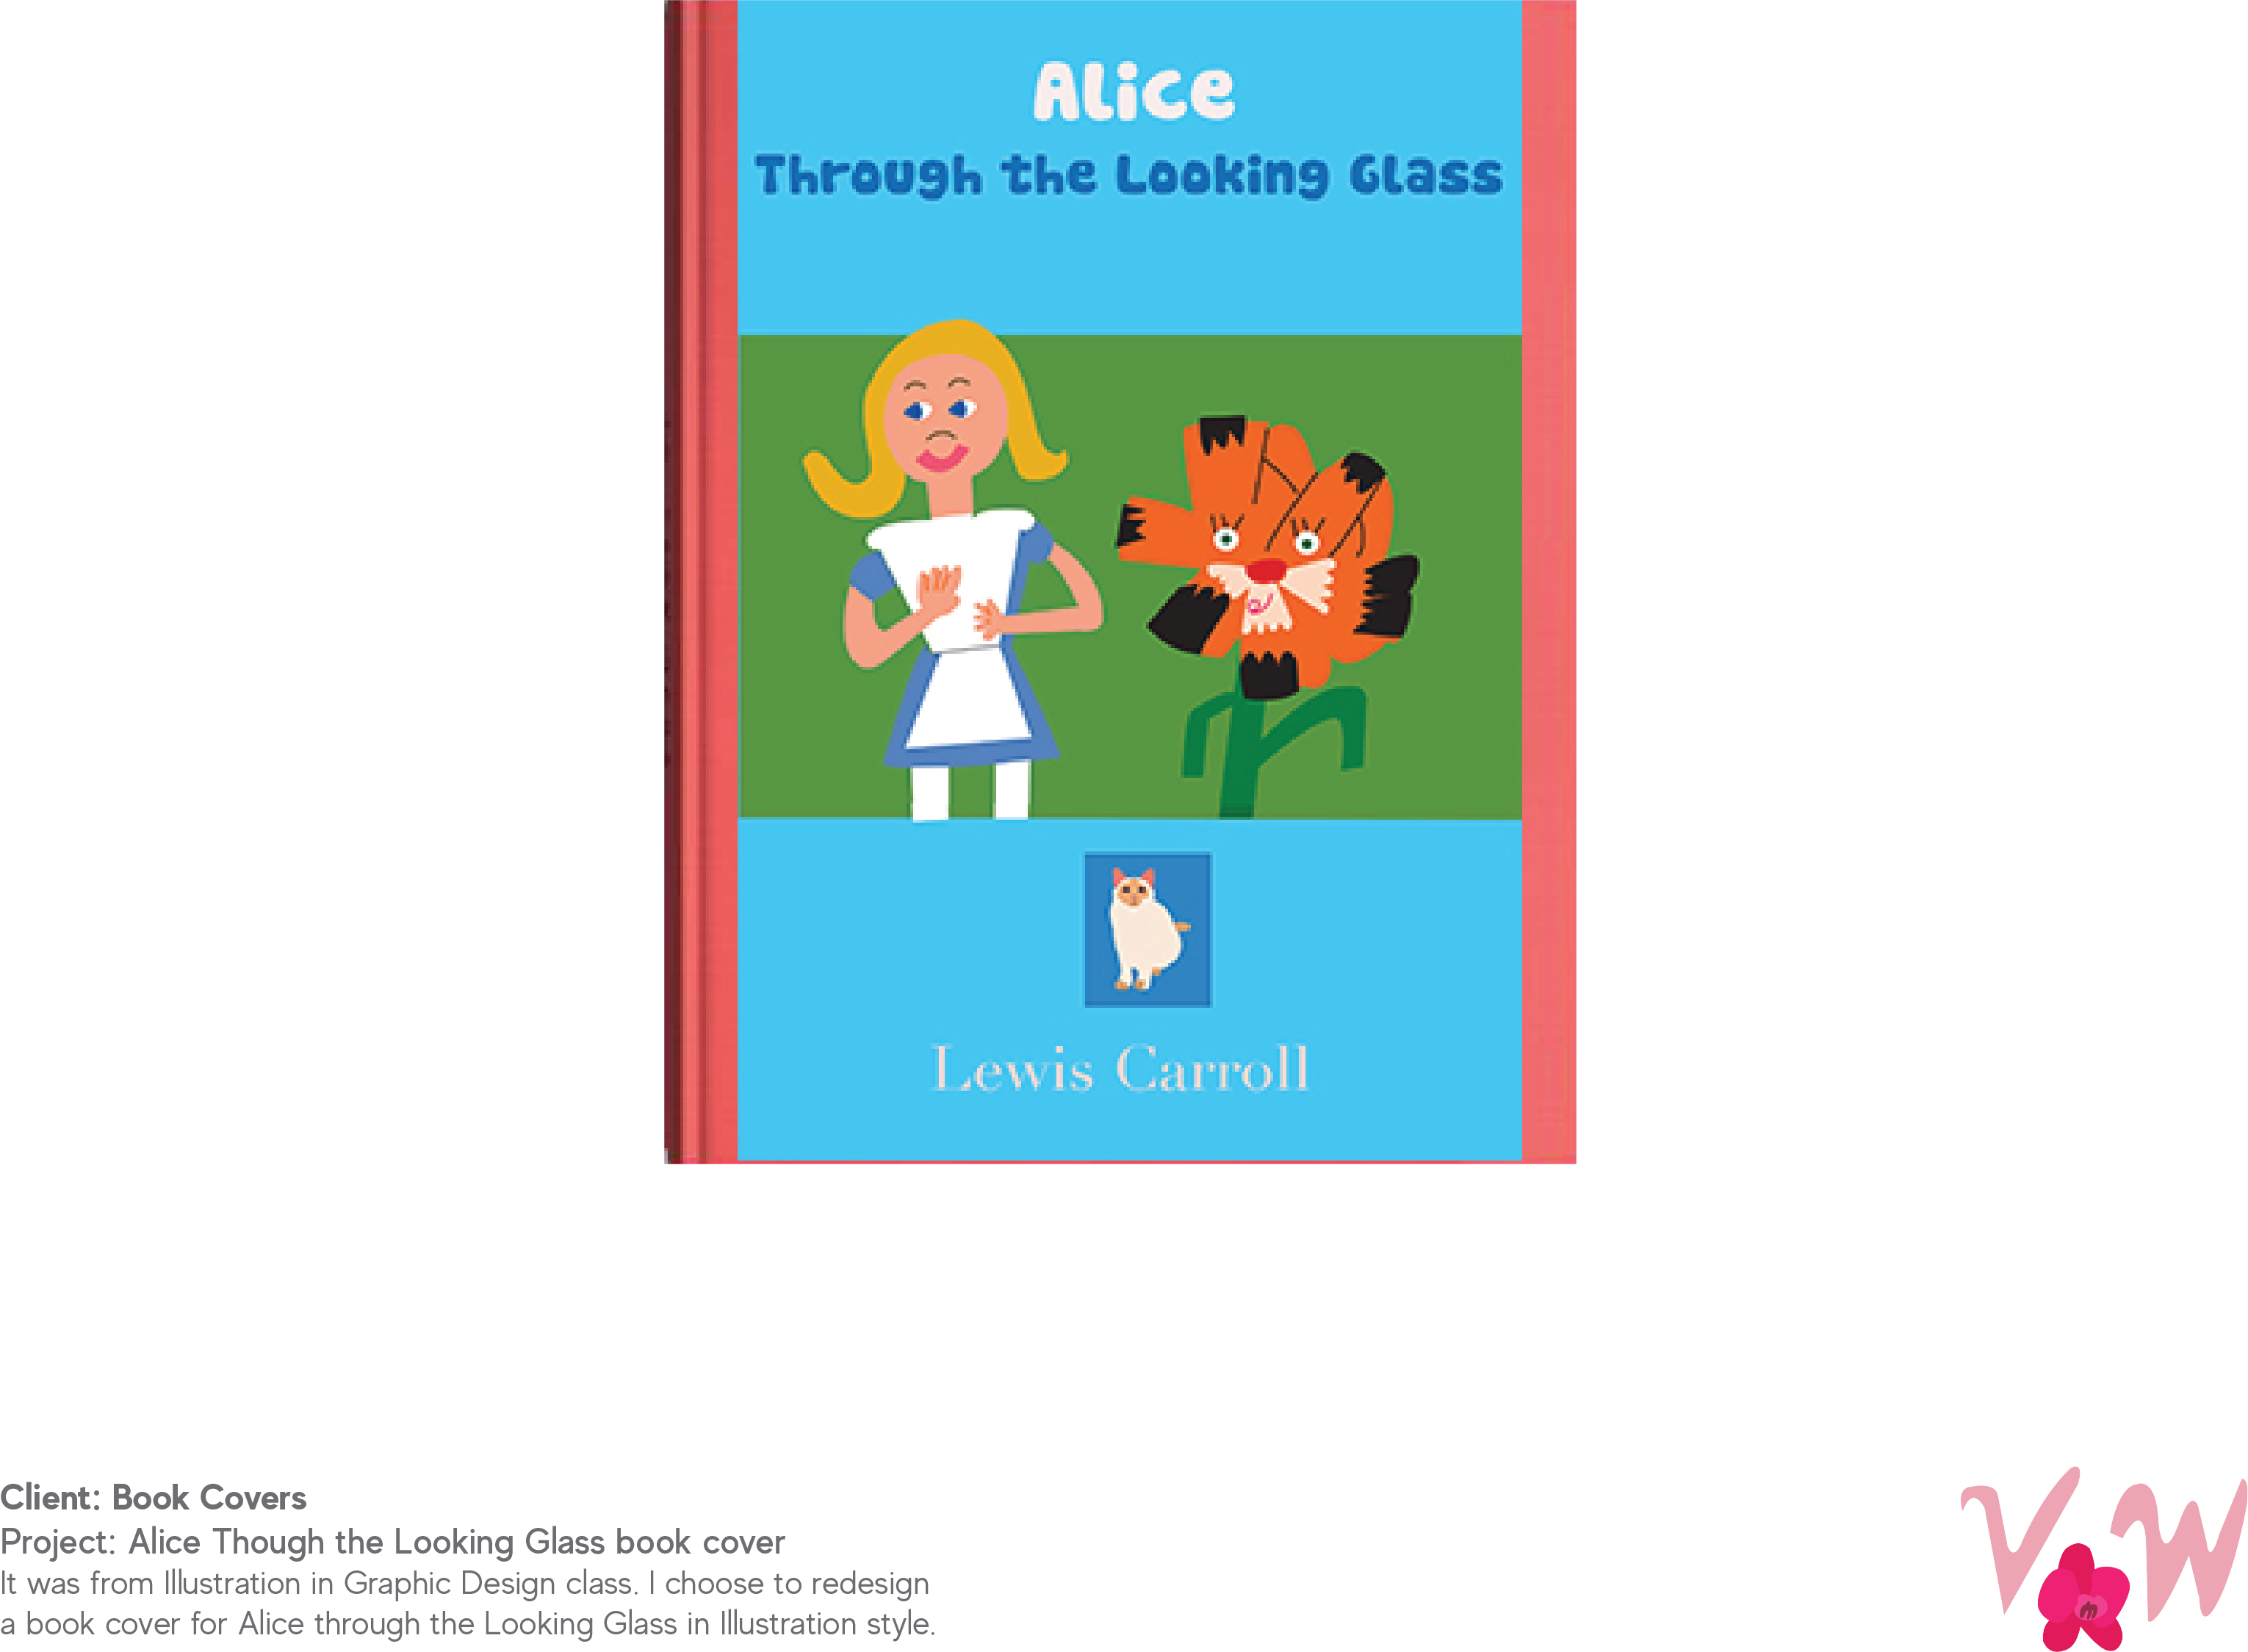 Alice
Through the Looking Glass
Lewis Carroll
Client: Book Covers
Project: Alice Though the Looking Glass book cover
It was from Illustration in Graphic Design class. I choose to redesign
a book cover for Alice through the Looking Glass in Illustration style.
V W